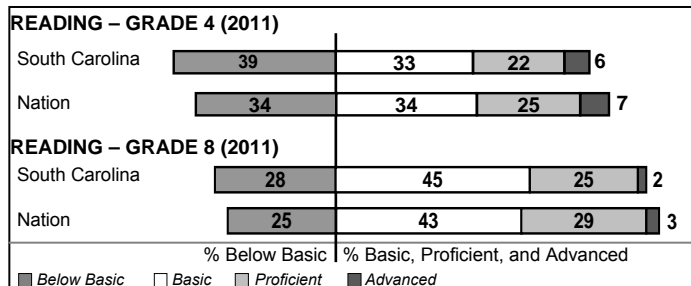 READING – GRADE 4 (2011)
South Carolina 39 33 22 6
Nation 34 34 25 7
READING – GRADE 8 (2011)
South Carolina 28 45 25 2
Nation 25 43 29 3
% Below Basic % Basic, Proficient, and Advanced
Below Basic Basic Proficient Advanced